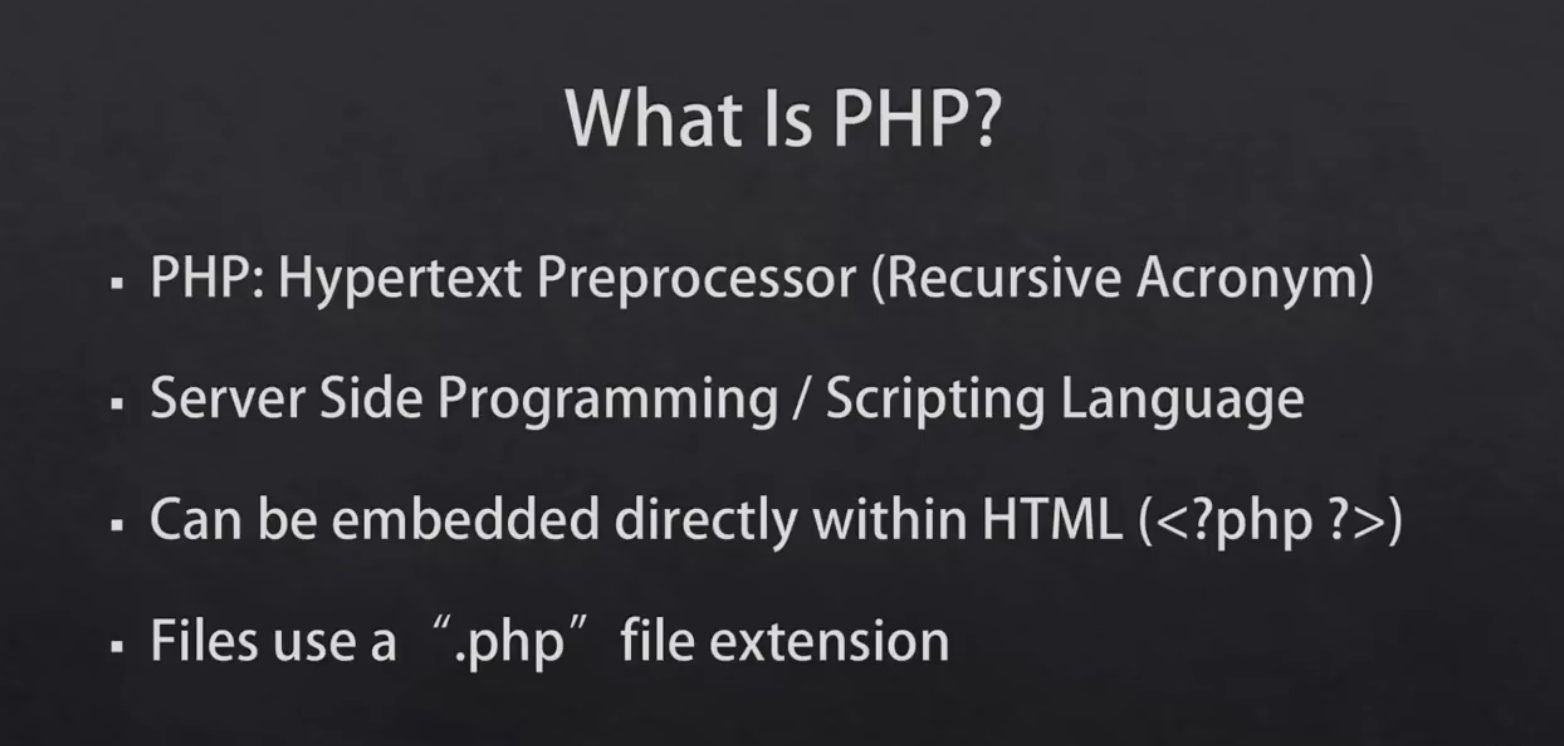 What Is PHP?
▪ PHP: Hypertext Preprocessor (Recursive Acronym)
▪ Server Side Programming / Scripting Language
▪ Can be embedded directly within HTML (<?php ?>)
▪ Files use a “.php” file extension